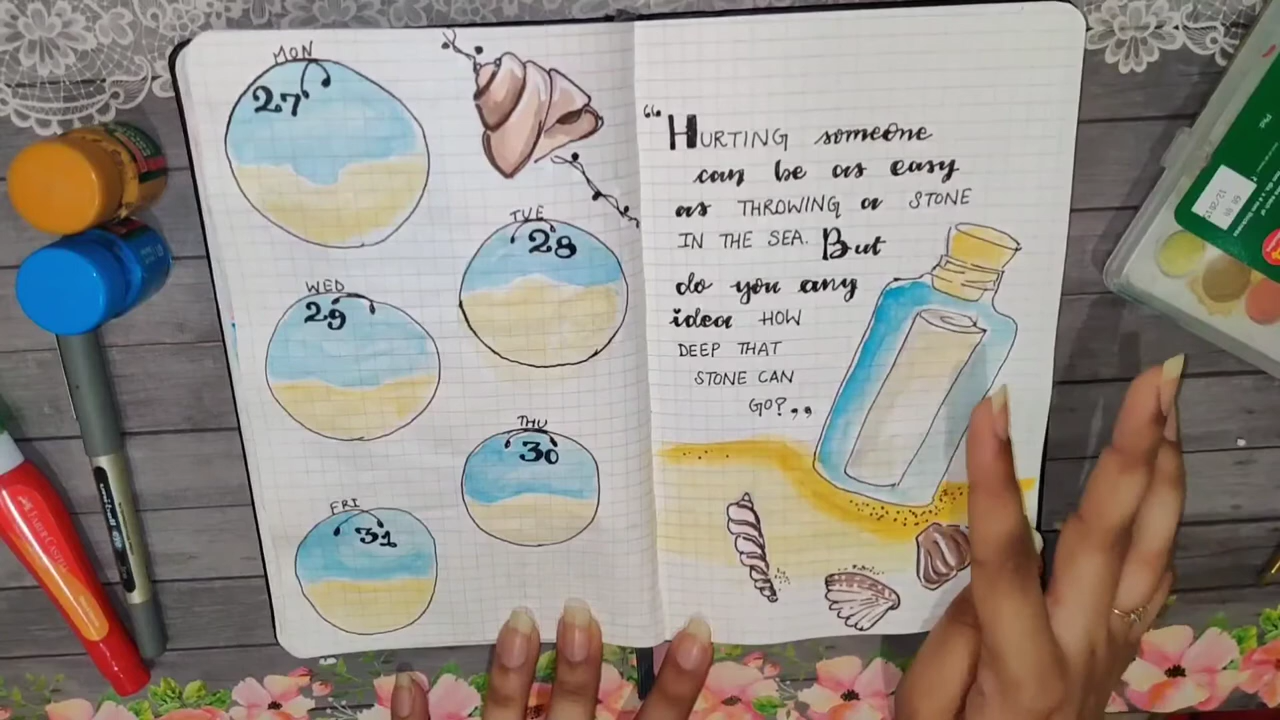 MON
27
TUE
28
WED
29
THU
30
FRI
31
“HURTING someone
can be as easy
as THROWING a STONE
IN THE SEA. But
do you any
idea HOW
DEEP THAT
STONE CAN
GO?”
FABER-CASTELL